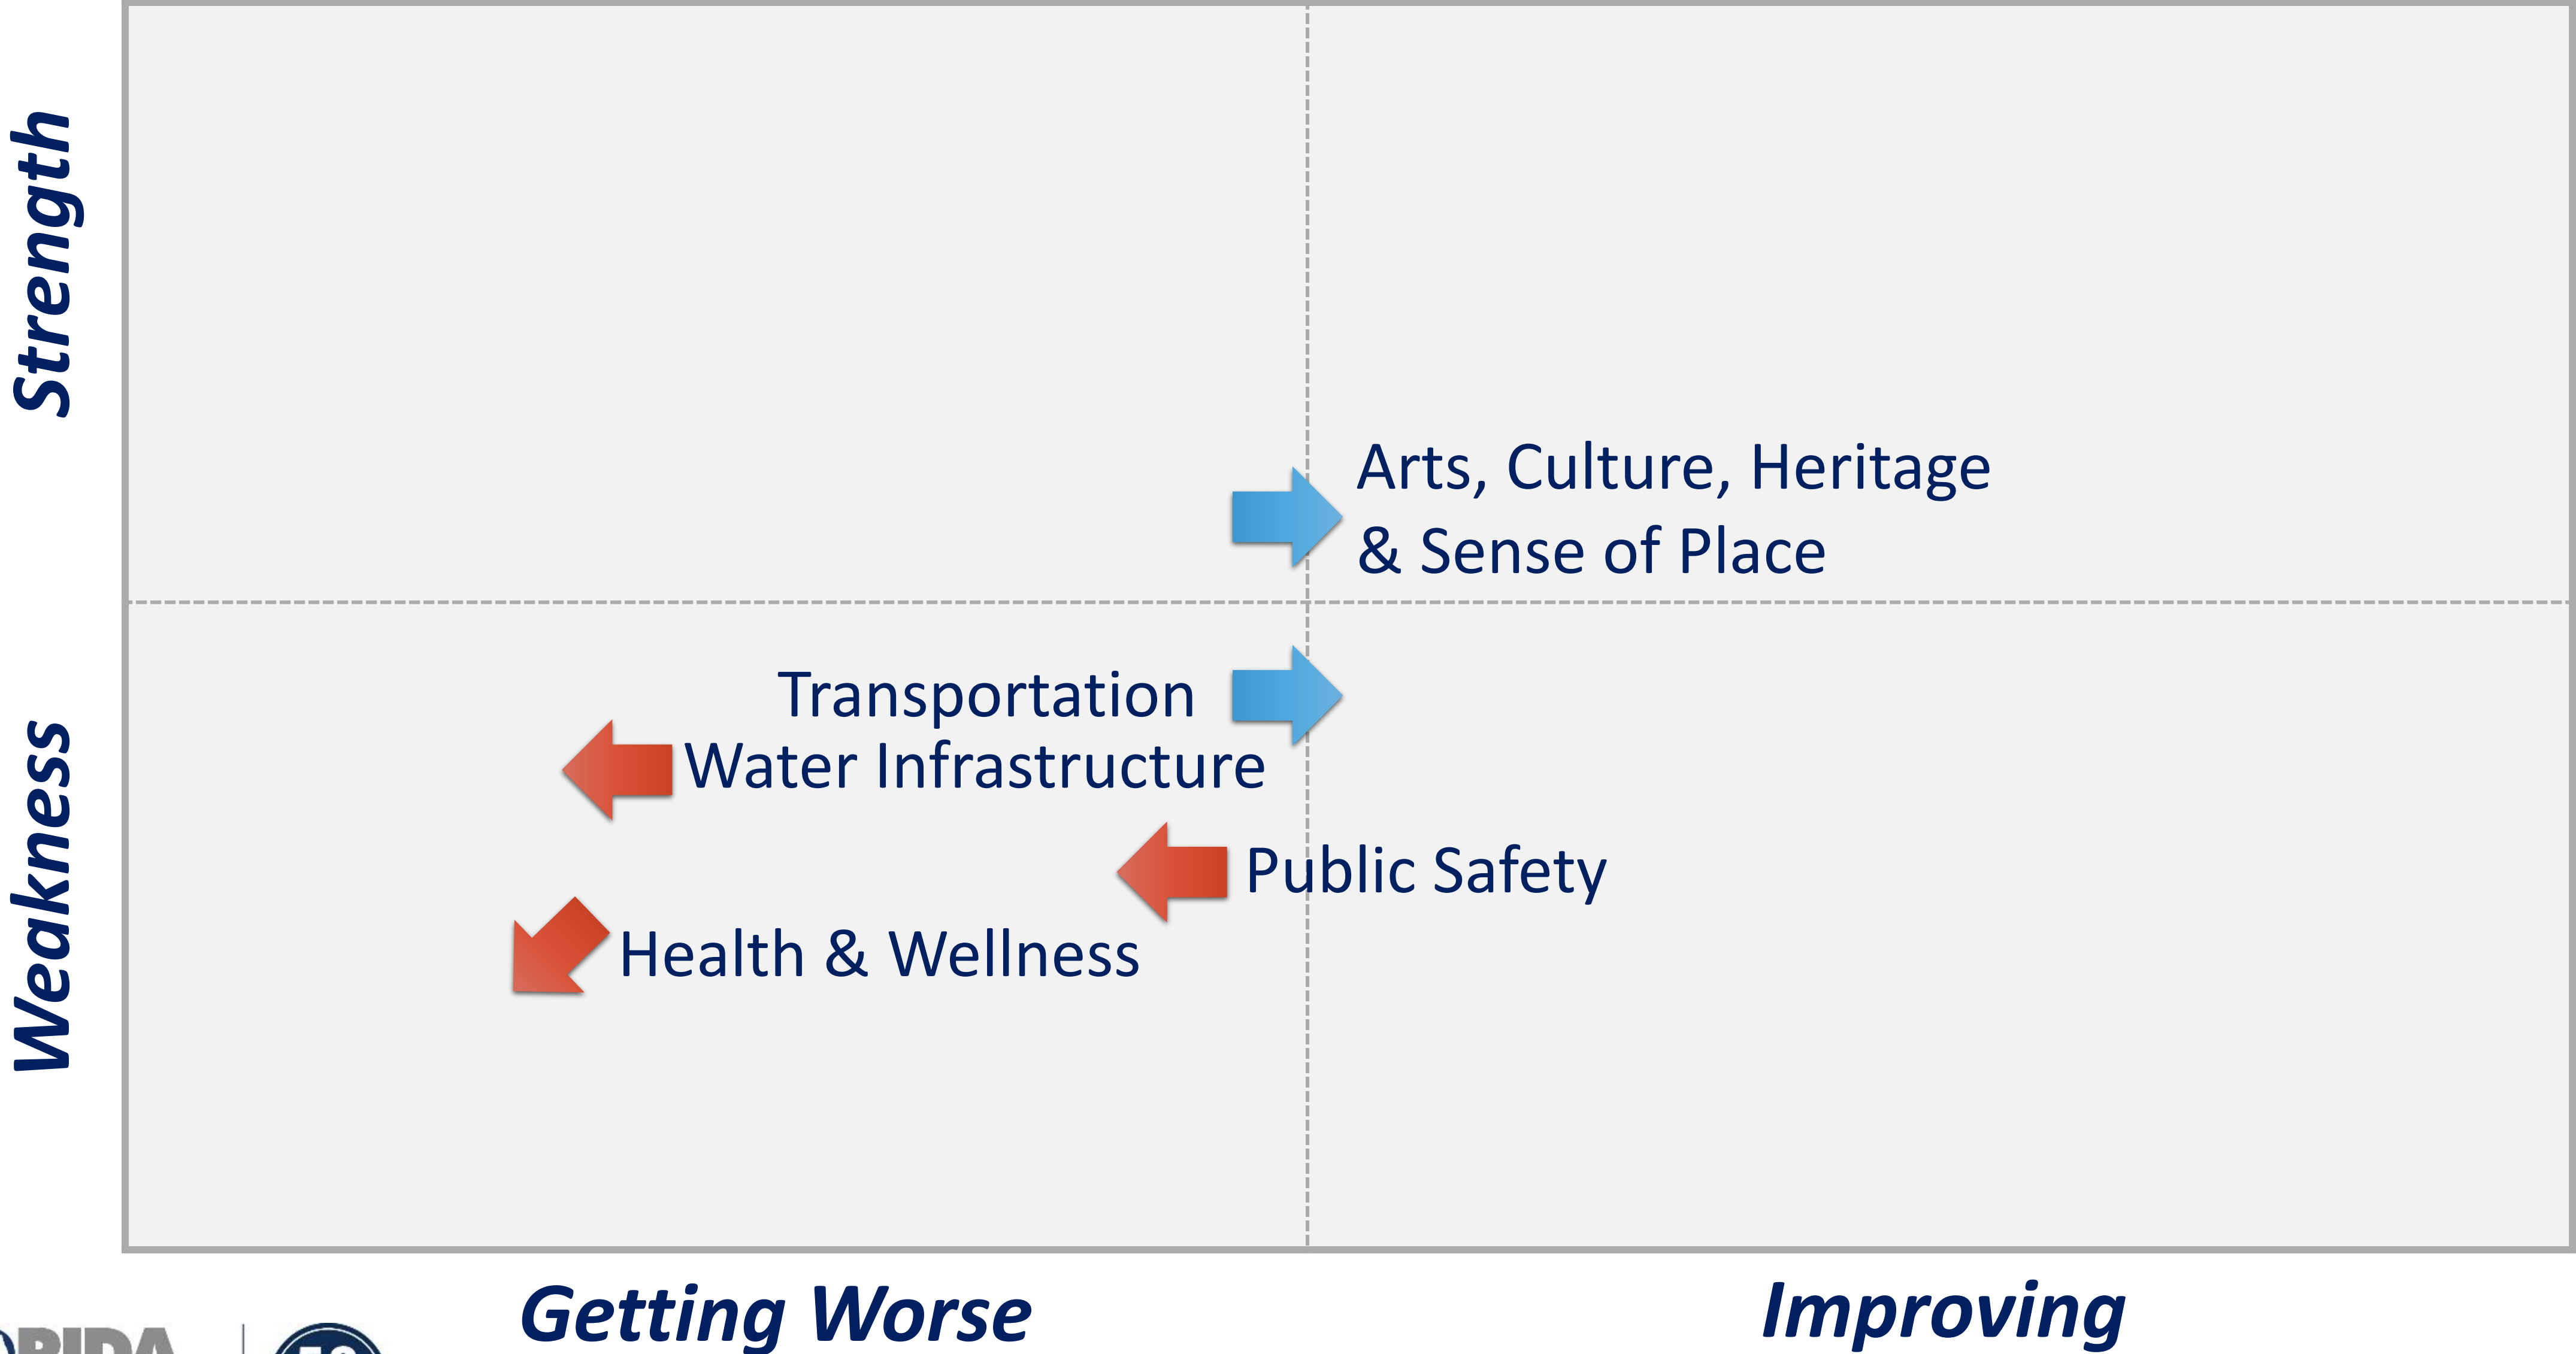 Strength
Arts, Culture, Heritage
& Sense of Place
Transportation
Water Infrastructure
Public Safety
Health & Wellness
Weakness
Getting Worse
Improving